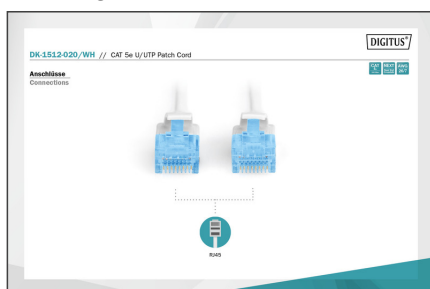 DIGITUS®
DK-1512-020/WH // CAT 5e U/UTP Patch Cord
Anschlüsse
Connections
RJ45